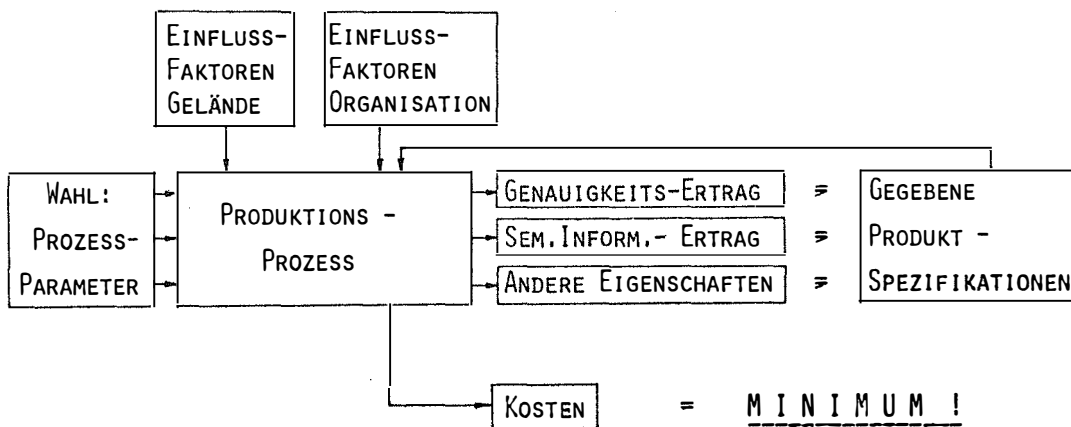 EINFLUSS-
FAKTOREN
GELÄNDE
EINFLUSS-
FAKTOREN
ORGANISATION
WAHL:
PROZESS-
PARAMETER
PRODUKTIONS -
PROZESS
GENAUIGKEITS-ERTRAG
SEM.INFORM.- ERTRAG
ANDERE EIGENSCHAFTEN
GEGEBENE
PRODUKT -
SPEZIFIKATIONEN
KOSTEN = MINIMUM !